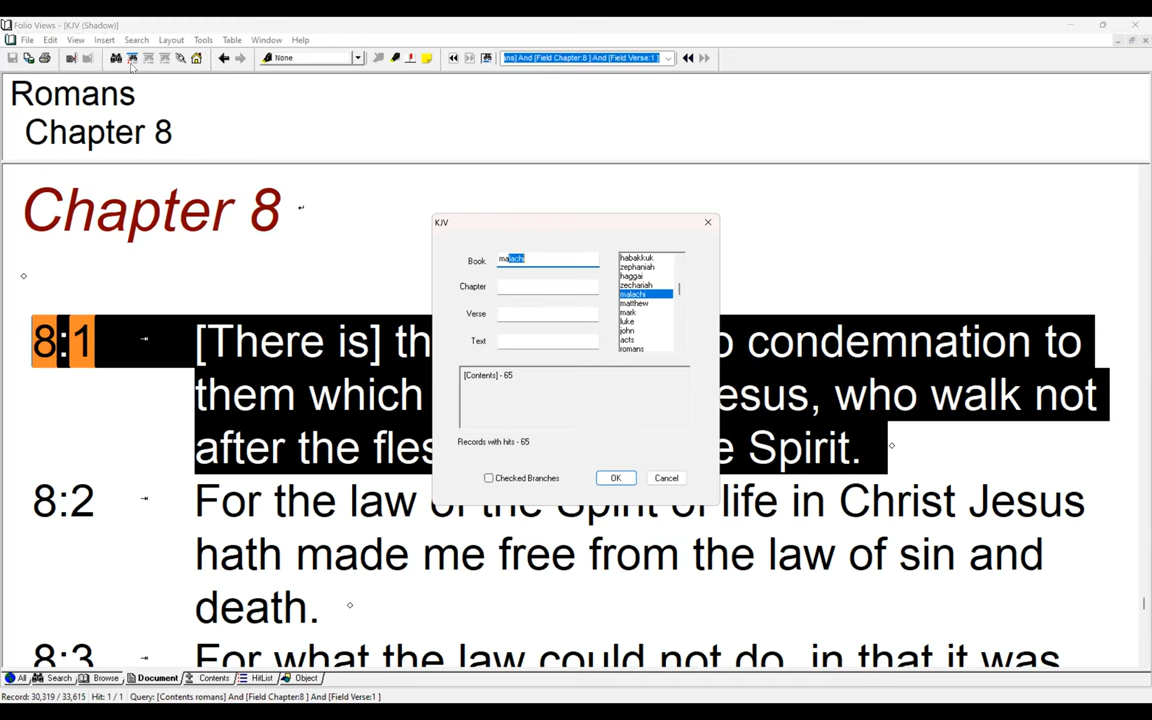 Folio Views - [KJV (Shadow)]
File Edit View Insert Search Layout Tools Table Window Help
None
ans] And [Field Chapter:8 ] And [Field Verse:1 ]
Romans
Chapter 8
Chapter 8
8:1 [There is] th o condemnation to
them which esus, who walk not
after the fles e Spirit.
8:2 For the law of the Spirit of life in Christ Jesus
hath made me free from the law of sin and
death.
8:3 For what the law could not do, in that it was
KJV
Book malachi
Chapter
Verse
Text
habakkuk
zephaniah
haggai
zechariah
malachi
matthew
mark
luke
john
acts
romans
[Contents] - 65
Records with hits - 65
Checked Branches OK Cancel
All Search Browse Document Contents HitList Object
Record: 30,319 / 33,615 Hit: 1 / 1 Query: [Contents romans] And [Field Chapter:8 ] And [Field Verse:1 ]